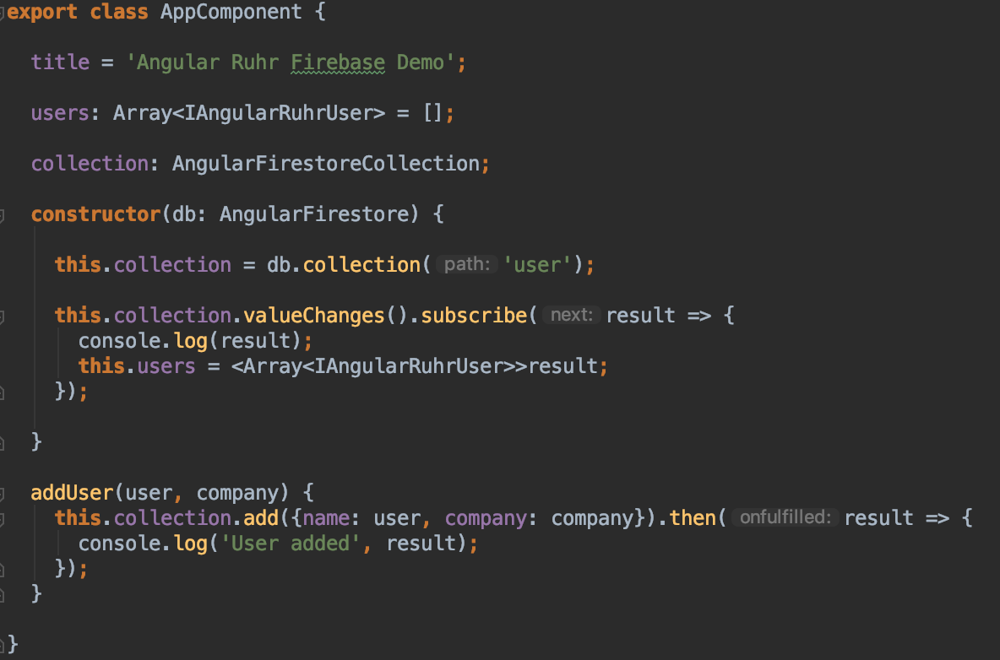 export class AppComponent {
title = 'Angular Ruhr Firebase Demo';
users: Array<IAngularRuhrUser> = [];
collection: AngularFirestoreCollection;
constructor(db: AngularFirestore) {
this.collection = db.collection( path: 'user');
this.collection.valueChanges().subscribe( next: result => {
console.log(result);
this.users = <Array<IAngularRuhrUser>>result;
});
}
addUser(user, company) {
this.collection.add({name: user, company: company}).then( onfulfilled: result => {
console.log('User added', result);
});
}
}